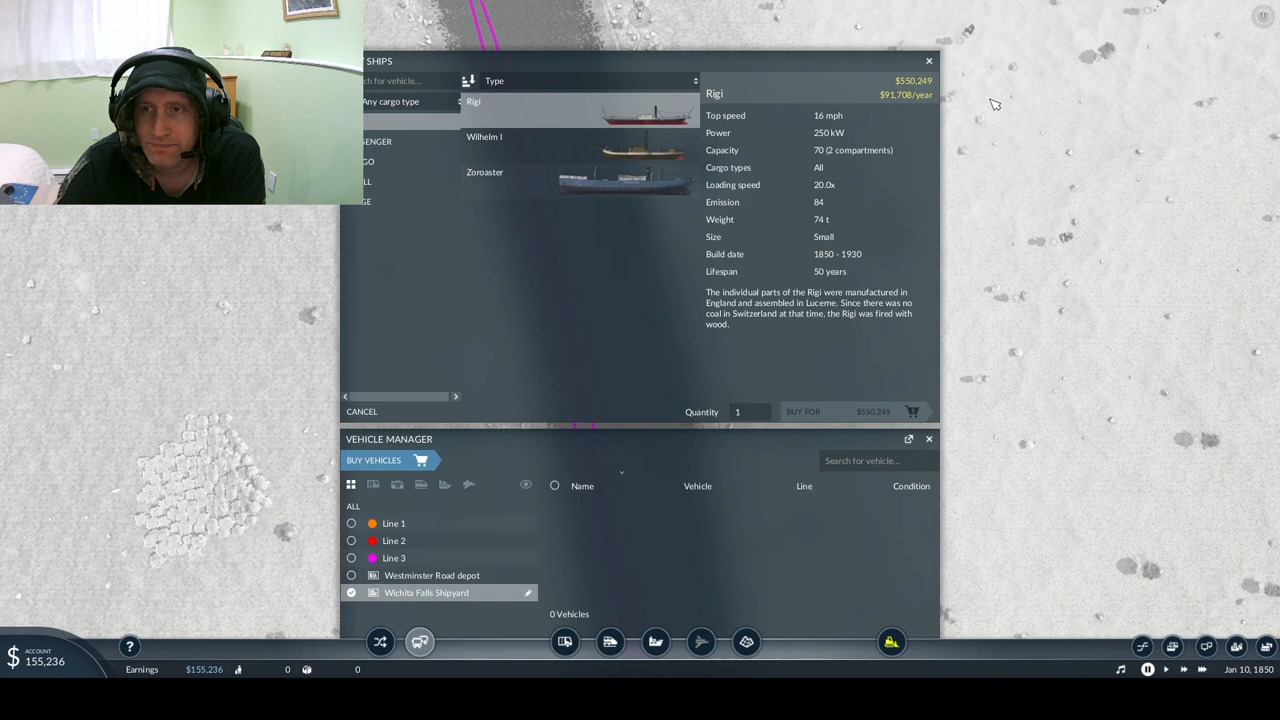 SHIPS
ch for vehicle...
Type
Any cargo type
ENGER
GO
LL
GE
Rigi
Wilhelm I
Zoroaster
$550,249
$91,708/year
Rigi
Top speed 16 mph
Power 250 kW
Capacity 70 (2 compartments)
Cargo types All
Loading speed 20.0x
Emission 84
Weight 74 t
Size Small
Build date 1850 - 1930
Lifespan 50 years
The individual parts of the Rigi were manufactured in
England and assembled in Lucerne. Since there was no
coal in Switzerland at that time, the Rigi was fired with
wood.
CANCEL
Quantity 1 BUY FOR $550,249
VEHICLE MANAGER
BUY VEHICLES
Search for vehicle...
Name Vehicle Line Condition
ALL
Line 1
Line 2
Line 3
Westminster Road depot
Wichita Falls Shipyard
0 Vehicles
$ ACCOUNT
155,236
?
Earnings $155,236 0 0
Jan 10, 1850